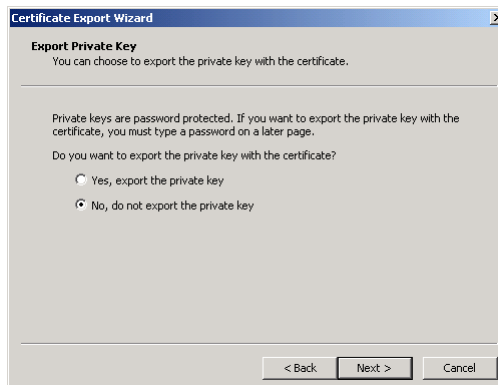 Certificate Export Wizard
Export Private Key
You can choose to export the private key with the certificate.
Private keys are password protected. If you want to export the private key with the
certificate, you must type a password on a later page.
Do you want to export the private key with the certificate?
Yes, export the private key
No, do not export the private key
< Back Next > Cancel